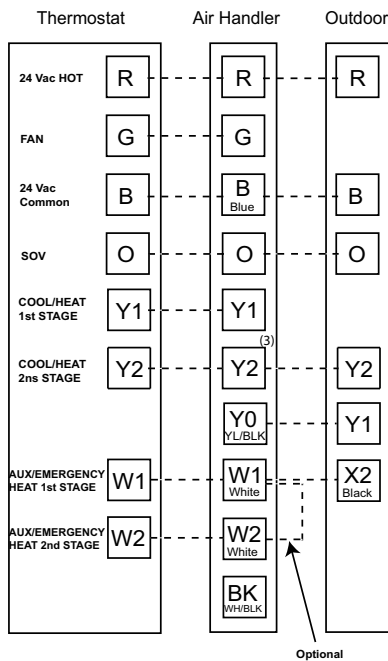 Thermostat Air Handler Outdoor
24 Vac HOT R R R
FAN G G
24 Vac
Common B B B
Blue
SOV O O O
COOL/HEAT
1st STAGE Y1 Y1
(3)
COOL/HEAT
2ns STAGE Y2 Y2 Y2
Y0 Y1
YL/BLK
AUX/EMERGENCY
HEAT 1st STAGE W1 W1 X2
White Black
AUX/EMERGENCY
HEAT 2nd STAGE W2 W2
White
BK
WH/BLK
Optional